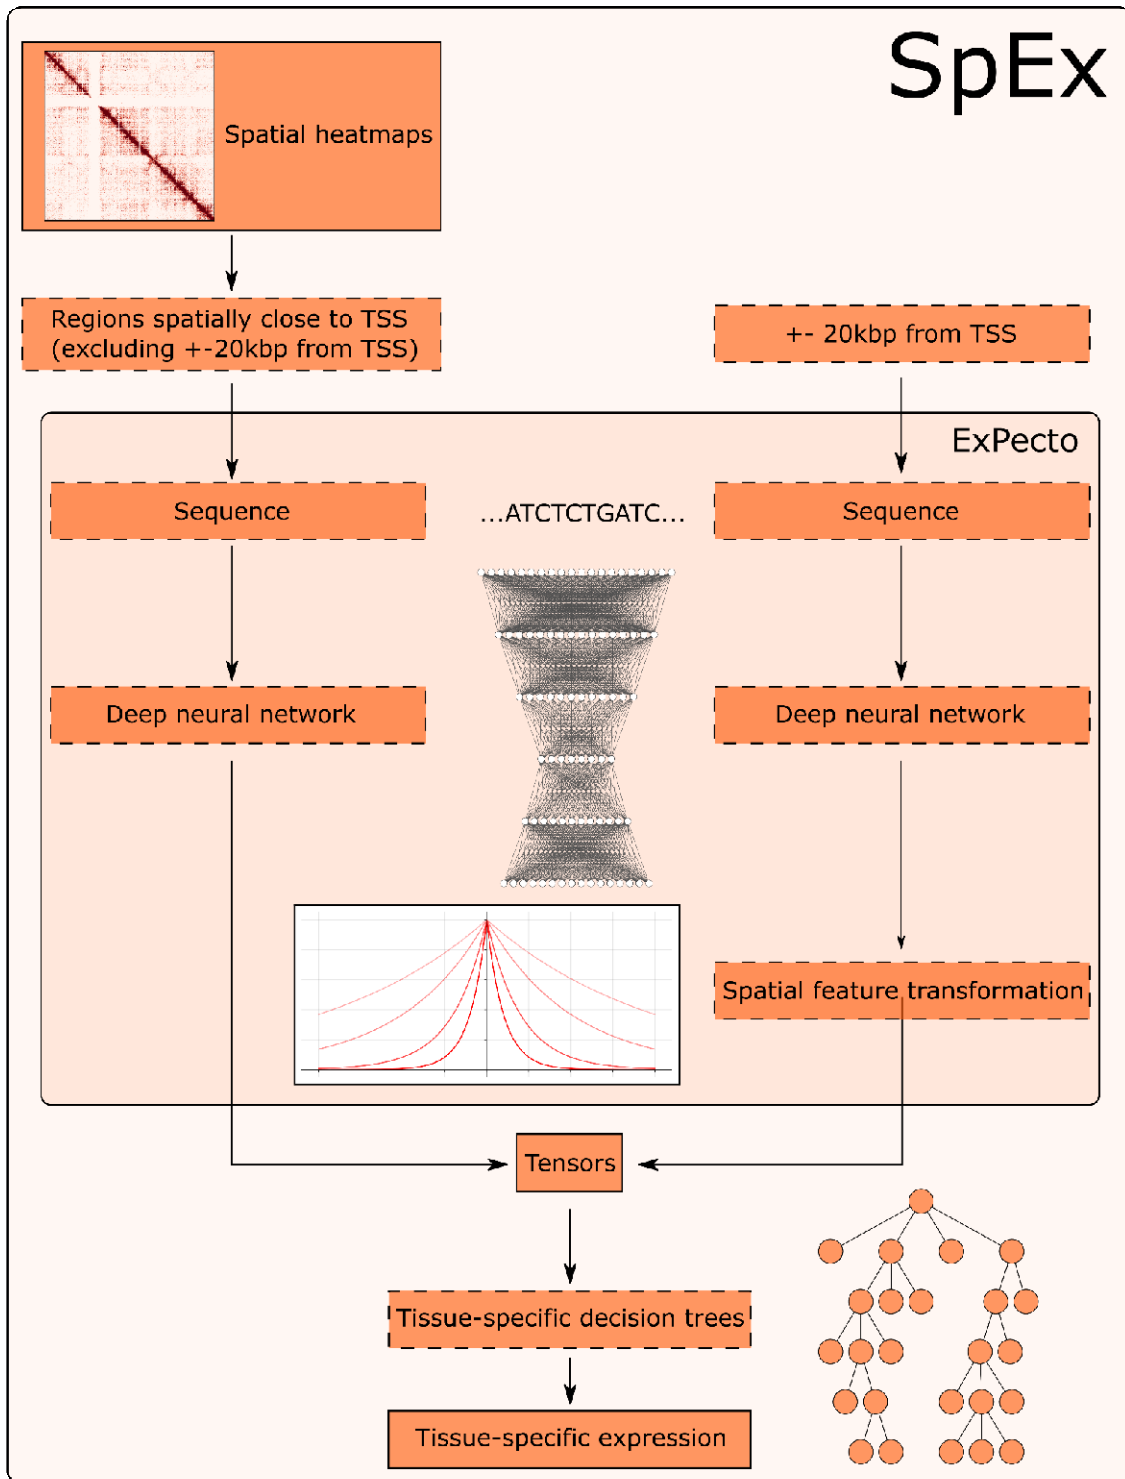 SpEx
Spatial heatmaps
Regions spatially close to TSS
(excluding +-20kbp from TSS)
+- 20kbp from TSS
ExPecto
Sequence
...ATCTCTGATC...
Sequence
Deep neural network
Deep neural network
Spatial feature transformation
Tensors
Tissue-specific decision trees
Tissue-specific expression